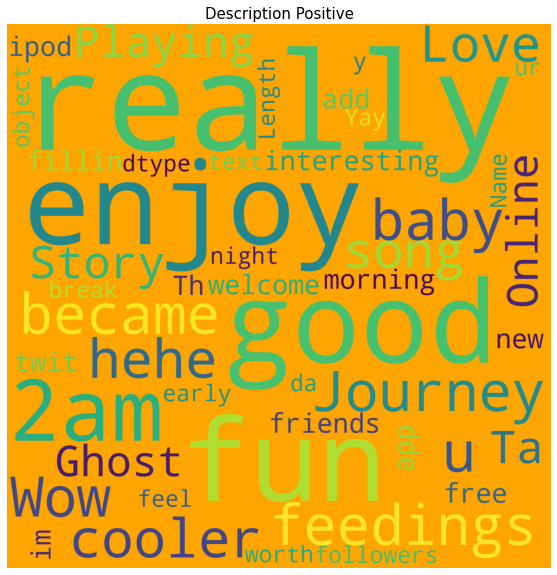 Description Positive
ipod
Playing
Love
really
y
ur
object
Length
add
Yay
fillin
dtype
text
interesting
Name
enjoy
baby
Online
song
Story
night
Th
welcome
morning
break
became
good
new
hehe
twit
da
Journey
2am
early
friends
fun
app
u
Ta
Ghost
Wow
feel
free
cooler
feedings
im
worth
followers